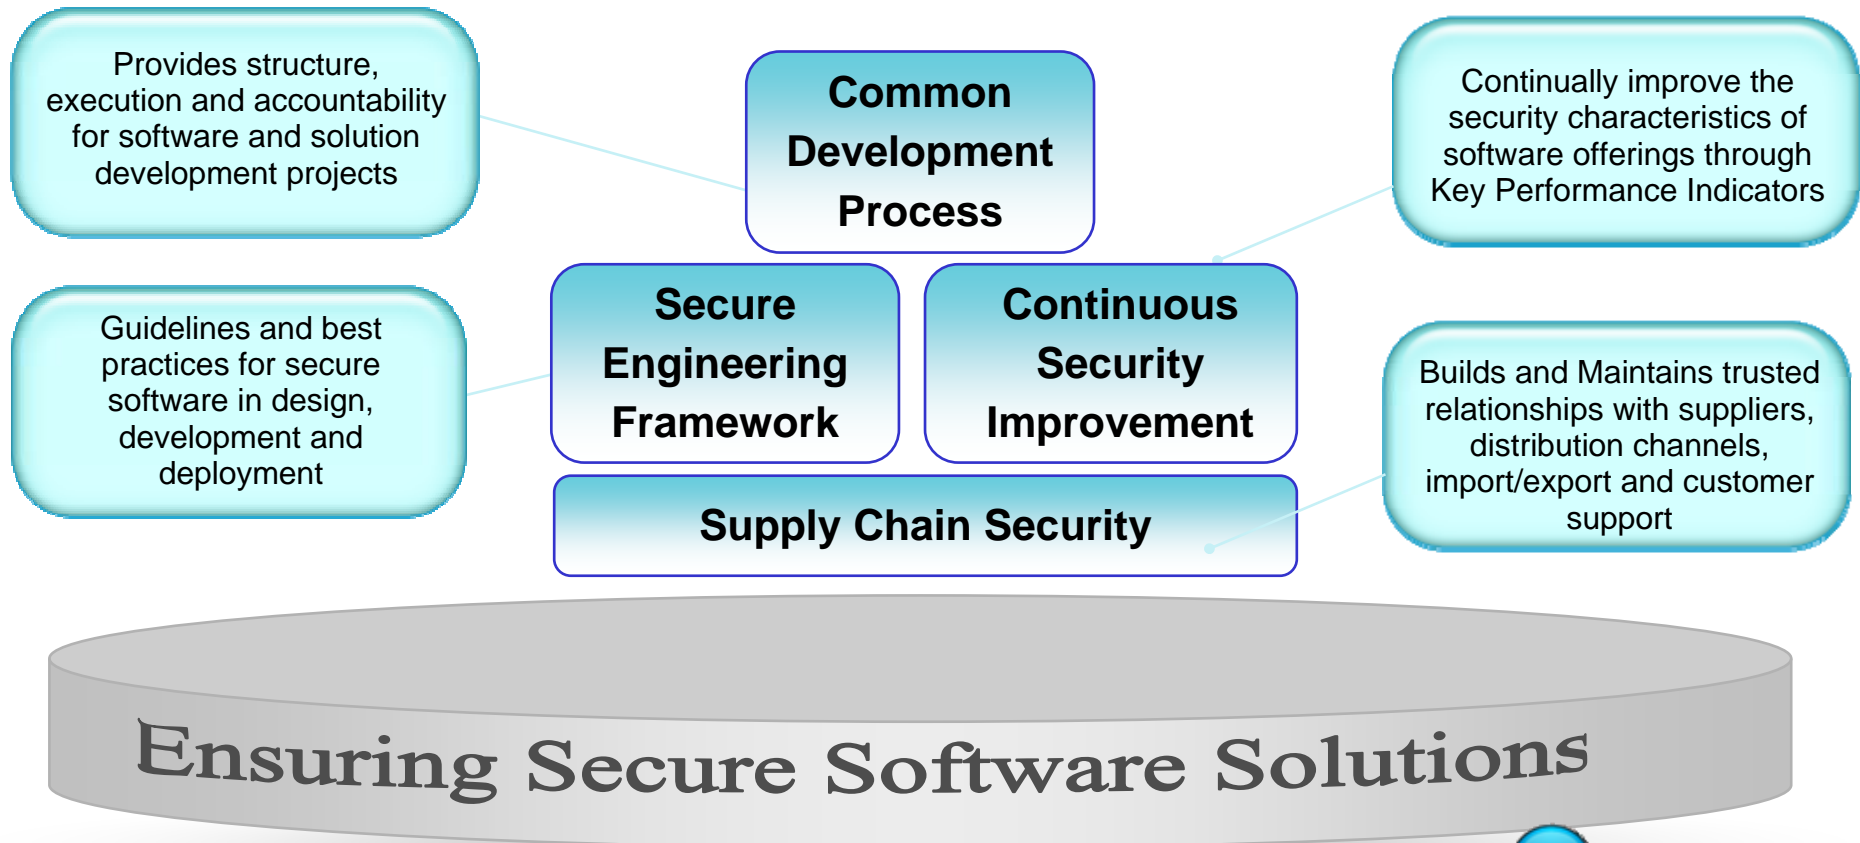 Provides structure,
execution and accountability
for software and solution
development projects
Common
Development
Process
Continually improve the
security characteristics of
software offerings through
Key Performance Indicators
Guidelines and best
practices for secure
software in design,
development and
deployment
Secure
Engineering
Framework
Continuous
Security
Improvement
Builds and Maintains trusted
relationships with suppliers,
distribution channels,
import/export and customer
support
Supply Chain Security
Ensuring Secure Software Solutions